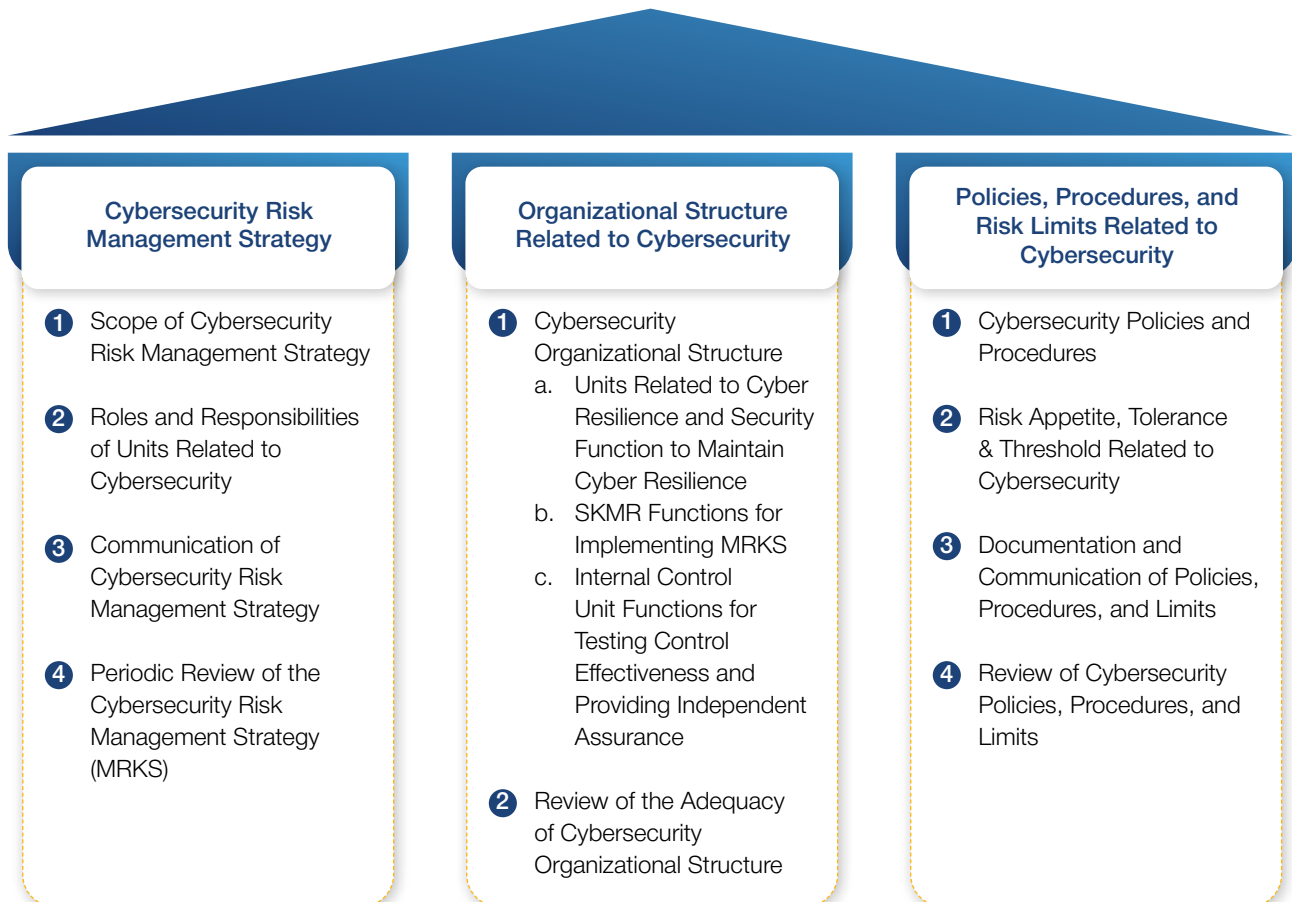 Cybersecurity Risk
Management Strategy
1 Scope of Cybersecurity
Risk Management Strategy
2 Roles and Responsibilities
of Units Related to
Cybersecurity
3 Communication of
Cybersecurity Risk
Management Strategy
4 Periodic Review of the
Cybersecurity Risk
Management Strategy
(MRKS)
Organizational Structure
Related to Cybersecurity
1 Cybersecurity
Organizational Structure
a. Units Related to Cyber
Resilience and Security
Function to Maintain
Cyber Resilience
b. SKMR Functions for
Implementing MRKS
c. Internal Control
Unit Functions for
Testing Control
Effectiveness and
Providing Independent
Assurance
2 Review of the Adequacy
of Cybersecurity
Organizational Structure
Policies, Procedures, and
Risk Limits Related to
Cybersecurity
1 Cybersecurity Policies and
Procedures
2 Risk Appetite, Tolerance
& Threshold Related to
Cybersecurity
3 Documentation and
Communication of Policies,
Procedures, and Limits
4 Review of Cybersecurity
Policies, Procedures, and
Limits